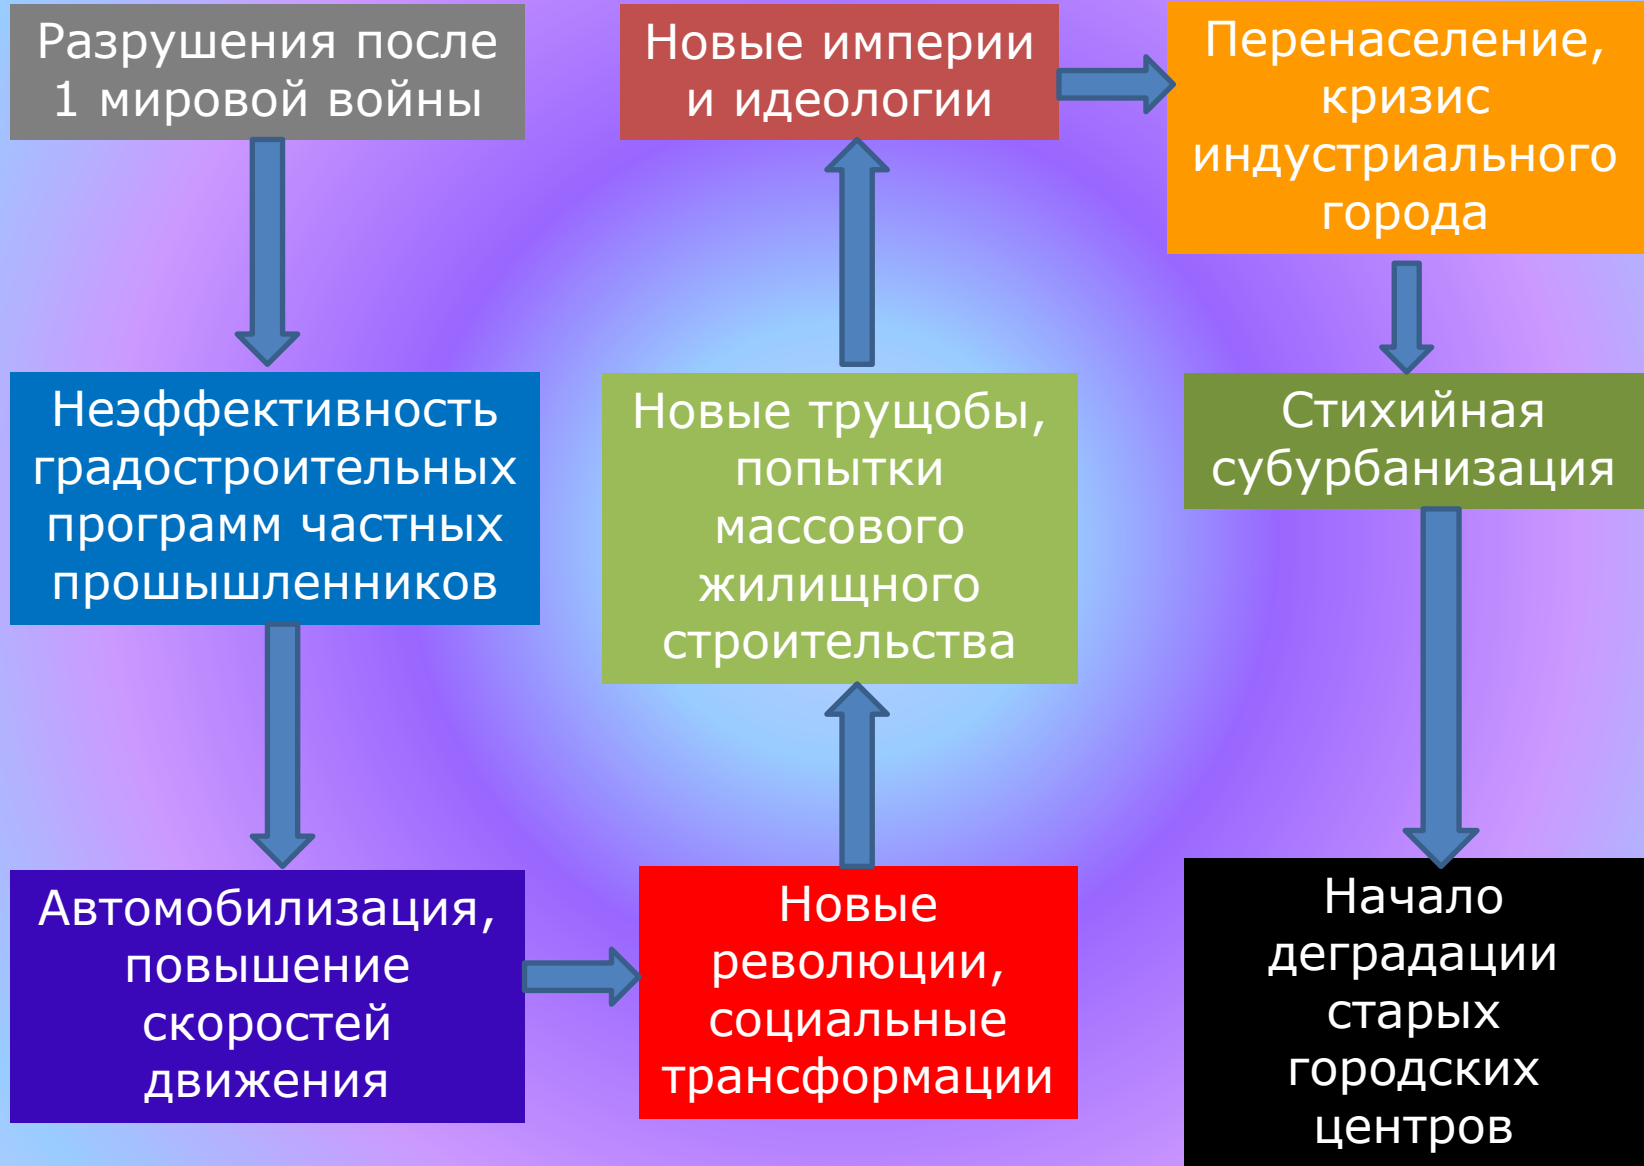 Разрушения после
1 мировой войны
Неэффективность
градостроительных
программ частных
прошышленников
Автомобилизация,
повышение
скоростей
движения
Новые
революции,
социальные
трансформации
Новые трущобы,
попытки
массового
жилищного
строительства
Новые империи
и идеологии
Перенаселение,
кризис
индустриального
города
Стихийная
субурбанизация
Начало
деградации
старых
городских
центров